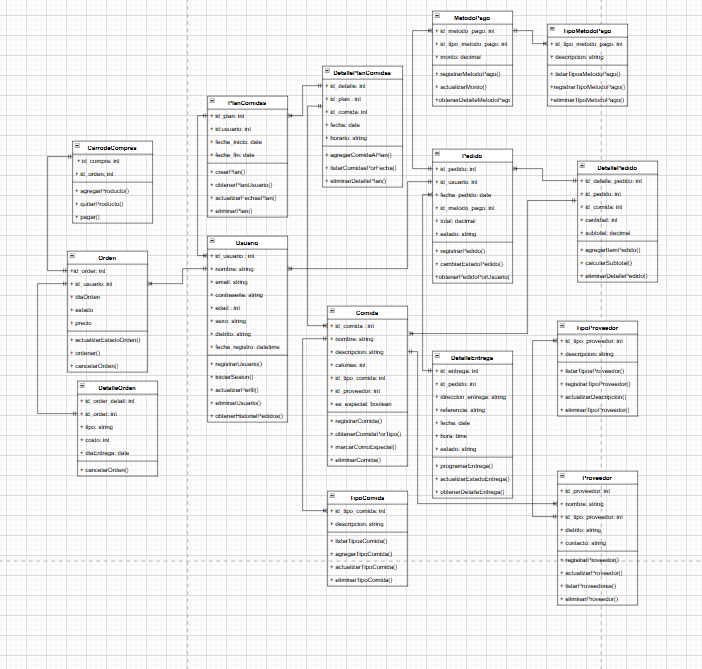 MetodoPago
+ id_metodo_pago: int
+ id_tipo_metodo_pago: int
+ monto: decimal
+ registrarMetodoPago()
+ actualizarMonto()
+obtenerDetalleMetodoPago
TipoMetodoPago
+ id_tipo_metodo_pago: int
+ descripcion: string
+ listarTiposMetodoPago()
+registrarTipoMetodoPago()
+eliminarTipoMetodoPago()
DetallePlanComidas
+ id_detalle: int
+ id_plan : int
+ id_comida: int
+ fecha: date
+ horario: string
+ agregarComidaAPlan()
+ listarComidasPorFecha()
+ eliminarDetallePlan()
PlanComidas
+ id_plan: int
+ id usuario: int
+ fecha_inicio: date
+ fecha_fin: date
+ crearPlan()
+ obtenerPlanUsuario()
+ actualizarFechasPlan()
+ eliminarPlan()
CarrodeCompras
+ id_compra: int
+ id_orden: int
+ agregarProducto()
+ quitarProducto()
+ pagar()
Pedido
+ id_pedido: int
+ id_usuario: int
+ fecha_pedido: date
+ id_metodo_pago: int
+ total: decimal
+ estado: string
+ registrarPedido()
+ cambiarEstadoPedido()
+obtenerPedidoPorUsuario(
DetallePedido
+ id_detalle_pedido: int
+ id_pedido: int
+ id_comida: int
+ cantidad: int
+ subtotal: decimal
+ agregarItemPedido()
+ calcularSubtotal()
+ eliminarDetallePedido()
Orden
+ id_order: int
+ id_usuario: int
+ diaOrden
+ estado
+ precio
+ actualizarEstadoOrden()
+ ordenar()
+ cancelarOrden()
Usuario
+ id_usuario : int
+ nombre: string
+ email: string
+ contraseña: string
+ edad : int
+ sexo: string
+ distrito: string
+ fecha_registro: datetime
+ registrarUsuario()
+ iniciarSesion()
+ actualizarPerfil()
+ eliminarUsuario()
+ obtenerHistorialPedidos()
Comida
+ id_comida : int
+ nombre: string
+ descripcion: string
+ calorias: int
+ id_tipo_comida: int
+ id_proveedor: int
+ es_especial: boolean
+ registrarComida()
+ obtenerComidaPorTipo()
+ marcarComoEspecial()
+ eliminarComida()
TipoProveedor
+ id_tipo_proveedor: int
+ descripcion: string
+ listarTiposProveedor()
+ registrarTipoProveedor()
+ actualizarDescripcion()
+ eliminarTipoProveedor()
DetalleEntrega
+ id_entrega: int
+ id_pedido: int
+ direccion_entrega: string
+ referencia: string
+ fecha: date
+ hora: time
+ estado: string
+ programarEntrega()
+ actualizarEstadoEntrega()
+ obtenerDetalleEntrega()
DetalleOrden
+ id_order_detail: int
+ id_order: int
+ tipo: string
+ costo: int
+ diaEntrega: date
+ cancelarOrden()
TipoComida
+ id_tipo_comida: int
+ descripcion: string
+ listarTiposComida()
+ agregarTipoComida()
+ actualizarTipoComida()
+ eliminarTipoComida()
Proveedor
+ id_proveedor: int
+ nombre: string
+ id_tipo_proveedor: int
+ distrito: string
+ contacto: string
+ registrarProveedor()
+ actualizarProveedor()
+ listarProveedores()
+ eliminarProveedor()